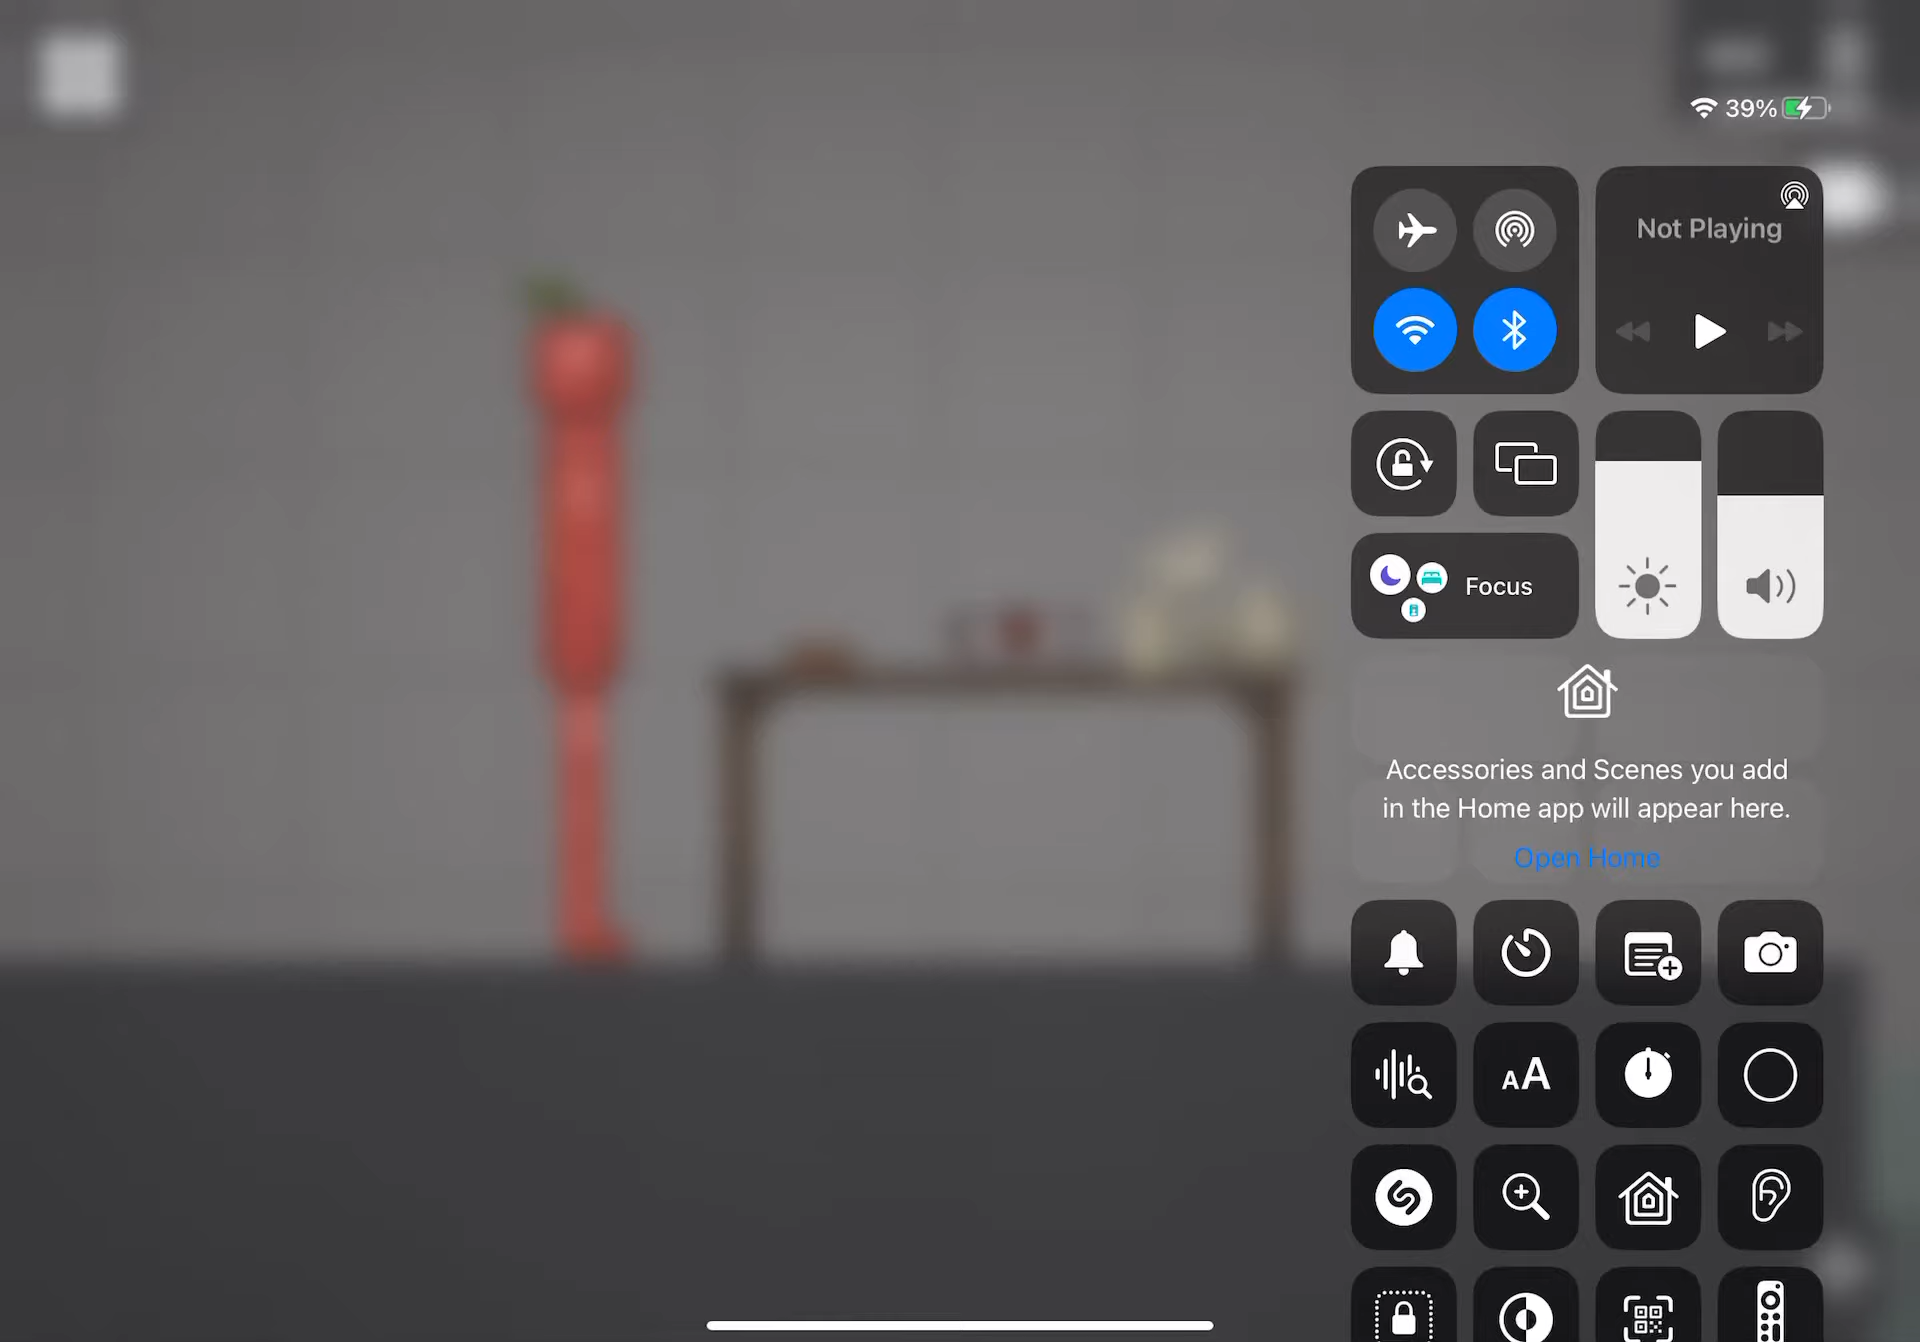 39%
Not Playing
Focus
Accessories and Scenes you add
in the Home app will appear here.
Open Home
AA